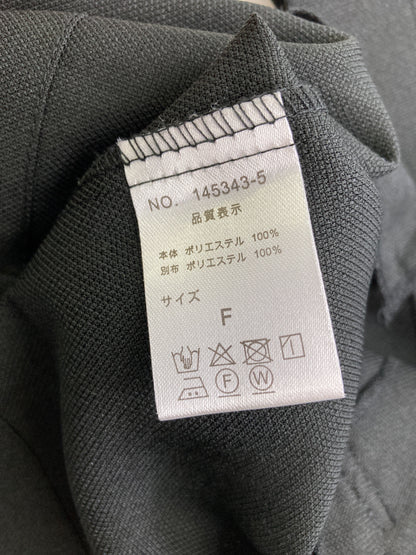 NO. 145343-5
品質表示
本体 ポリエステル 100%
別布 ポリエステル 100%
サイズ
F
F W